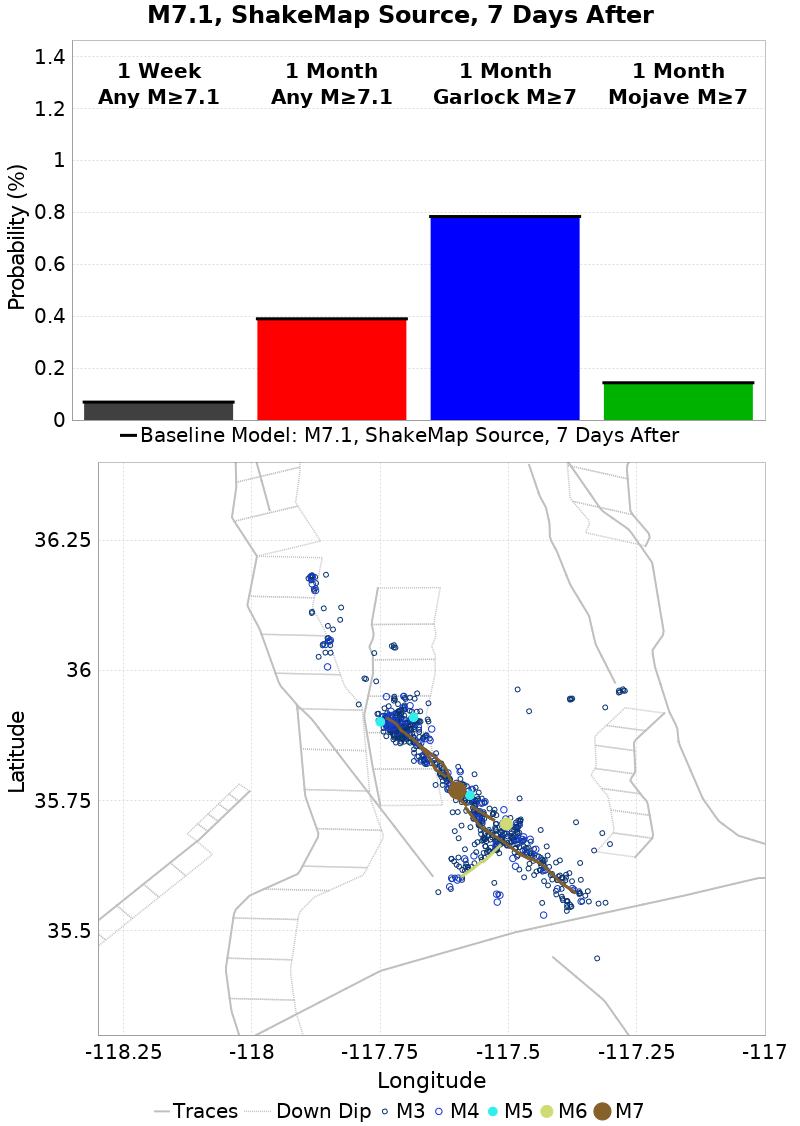 M7.1, ShakeMap Source, 7 Days After
1.4
1.2
1
0.8
0.6
0.4
0.2
0
Probability (%)
1 Week
Any M≥7.1
1 Month
Any M≥7.1
1 Month
Garlock M≥7
1 Month
Mojave M≥7
Baseline Model: M7.1, ShakeMap Source, 7 Days After
36.25
36
35.75
35.5
Latitude
-118.25 -118 -117.75 -117.5 -117.25 -117
Longitude
Traces Down Dip M3 M4 M5 M6 M7